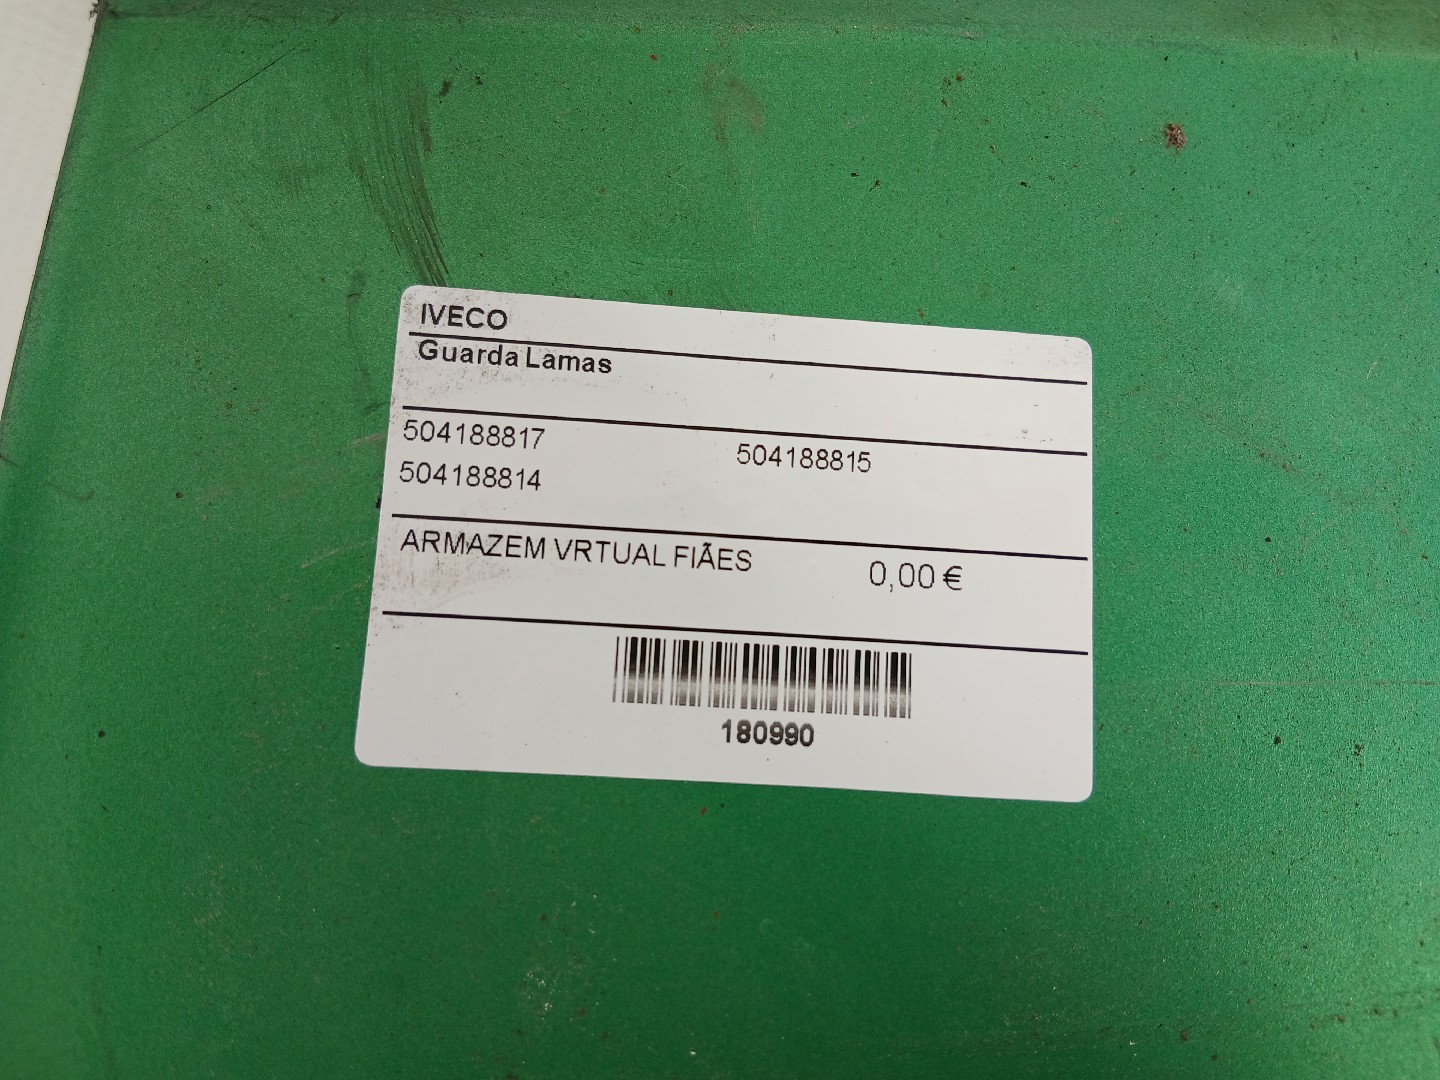 IVECO
Guarda Lamas
504188817 504188815
504188814
ARMAZEM VRTUAL FIÃES 0,00 €
180990